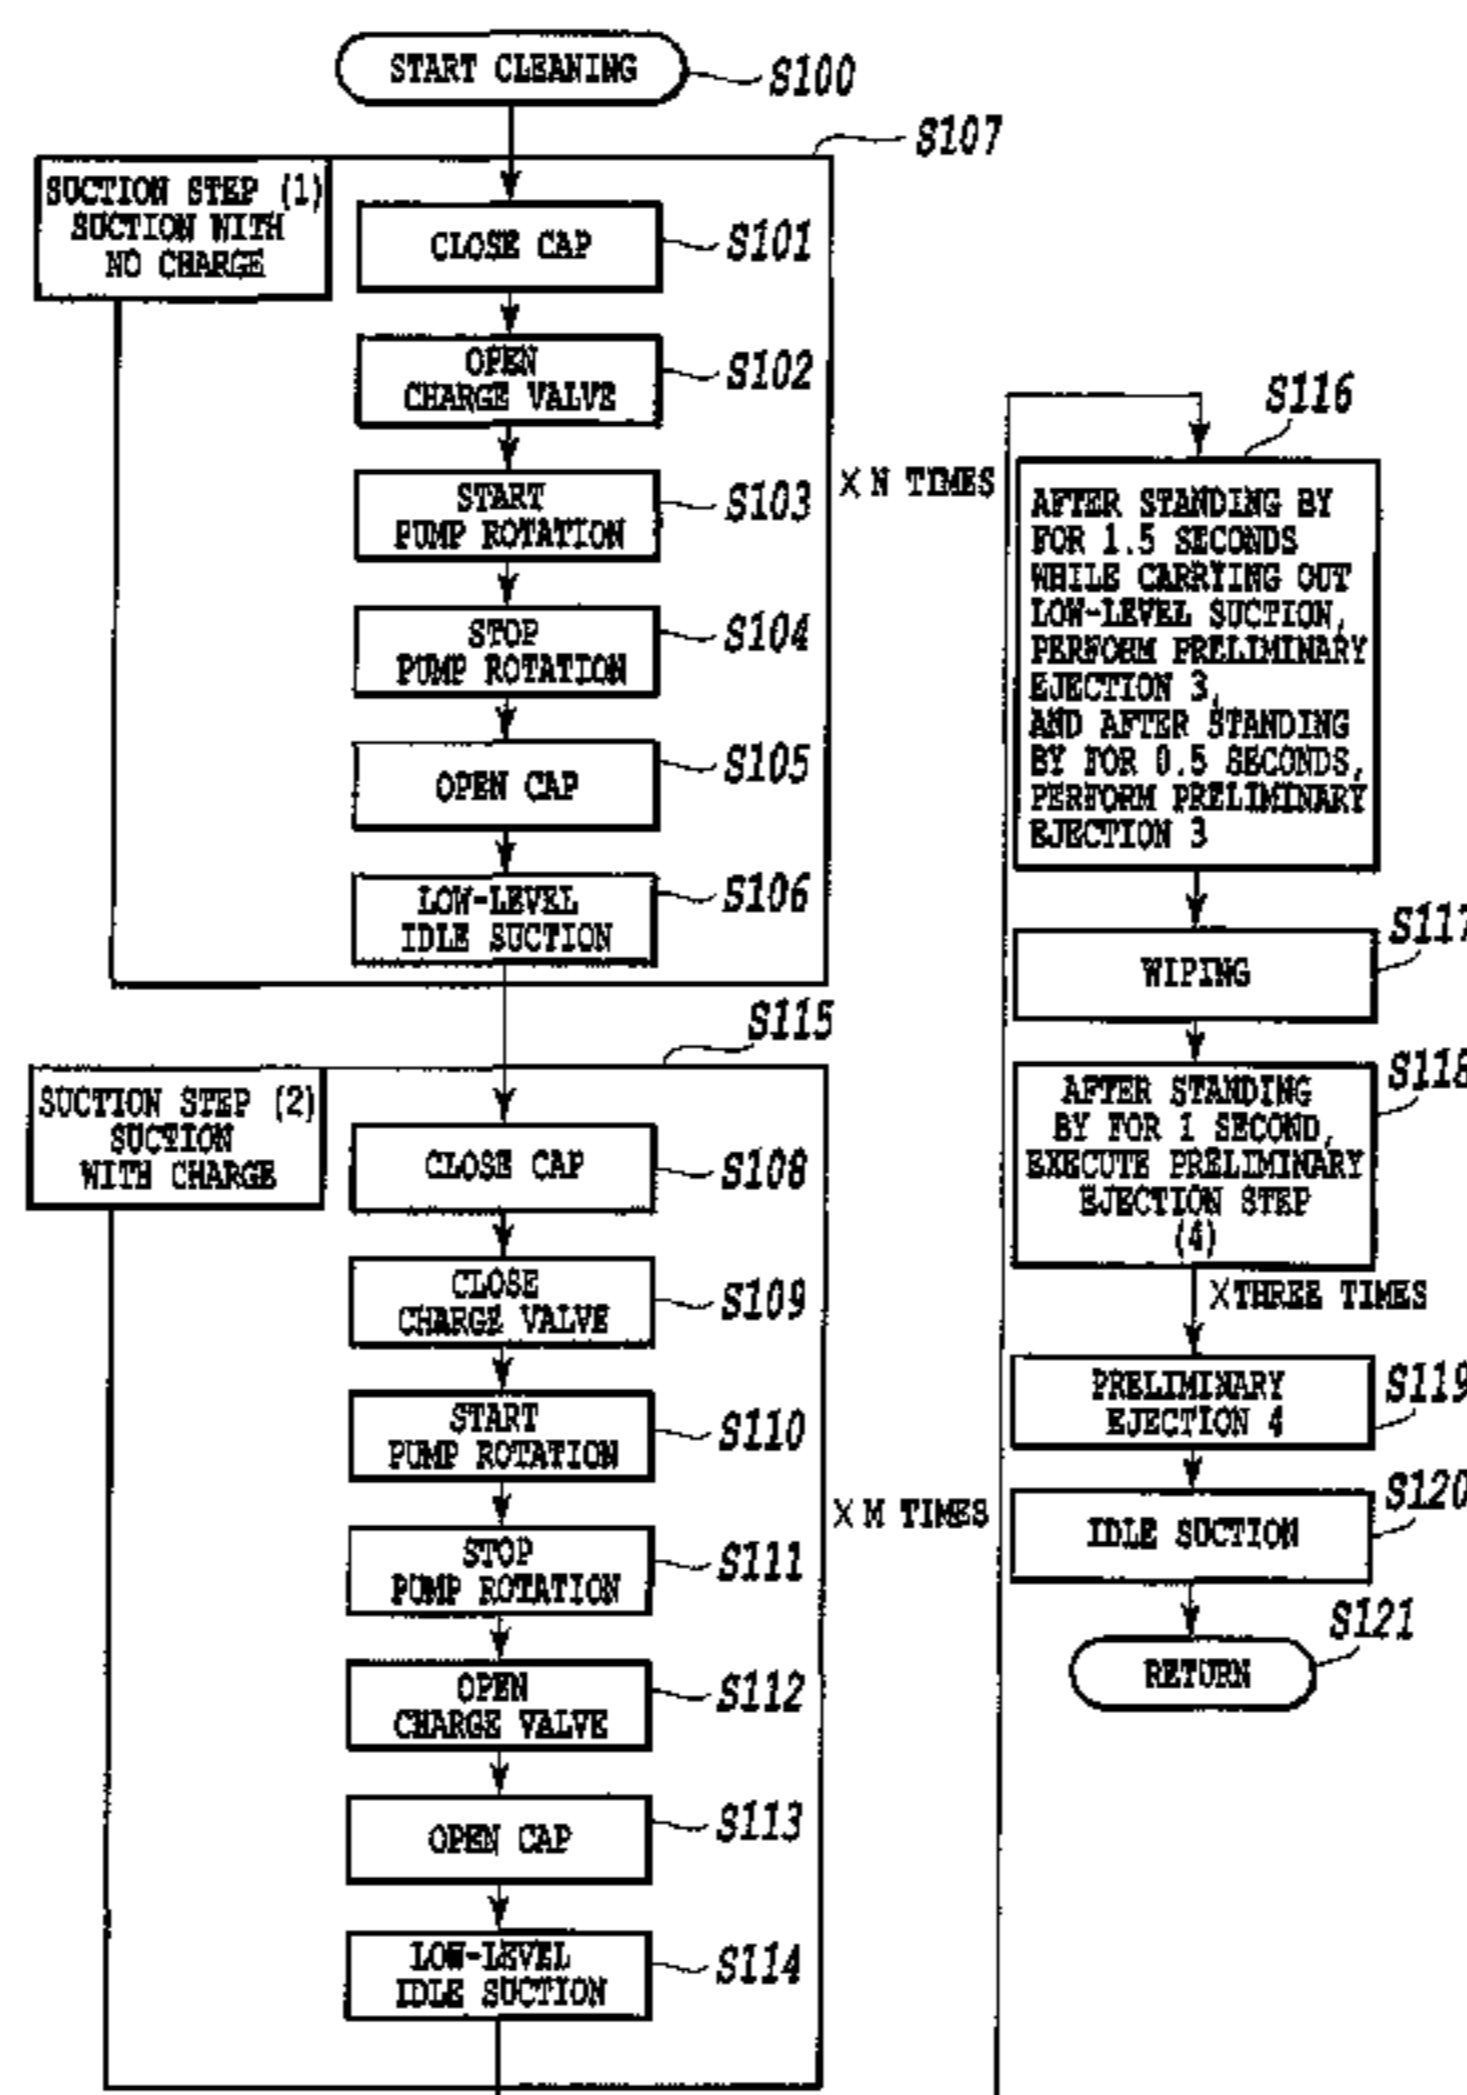 START CLEANING
S100
S107
SUCTION STEP (1)
SUCTION WITH
NO CHARGE
CLOSE CAP
S101
OPEN
CHARGE VALVE
S102
START
PUMP ROTATION
S103
STOP
PUMP ROTATION
S104
OPEN CAP
S105
LOW-LEVEL
IDLE SUCTION
S106
× N TIMES
S115
SUCTION STEP (2)
SUCTION
WITH CHARGE
CLOSE CAP
S108
CLOSE
CHARGE VALVE
S109
START
PUMP ROTATION
S110
STOP
PUMP ROTATION
S111
OPEN
CHARGE VALVE
S112
OPEN CAP
S113
LOW-LEVEL
IDLE SUCTION
S114
× M TIMES
S116
AFTER STANDING BY
FOR 1.5 SECONDS
WHILE CARRYING OUT
LOW-LEVEL SUCTION,
PERFORM PRELIMINARY
EJECTION 3,
AND AFTER STANDING
BY FOR 0.5 SECONDS,
PERFORM PRELIMINARY
EJECTION 3
S117
WIPING
S118
AFTER STANDING
BY FOR 1 SECOND,
EXECUTE PRELIMINARY
EJECTION STEP
(4)
×THREE TIMES
PRELIMINARY
EJECTION 4
S119
IDLE SUCTION
S120
RETURN
S121